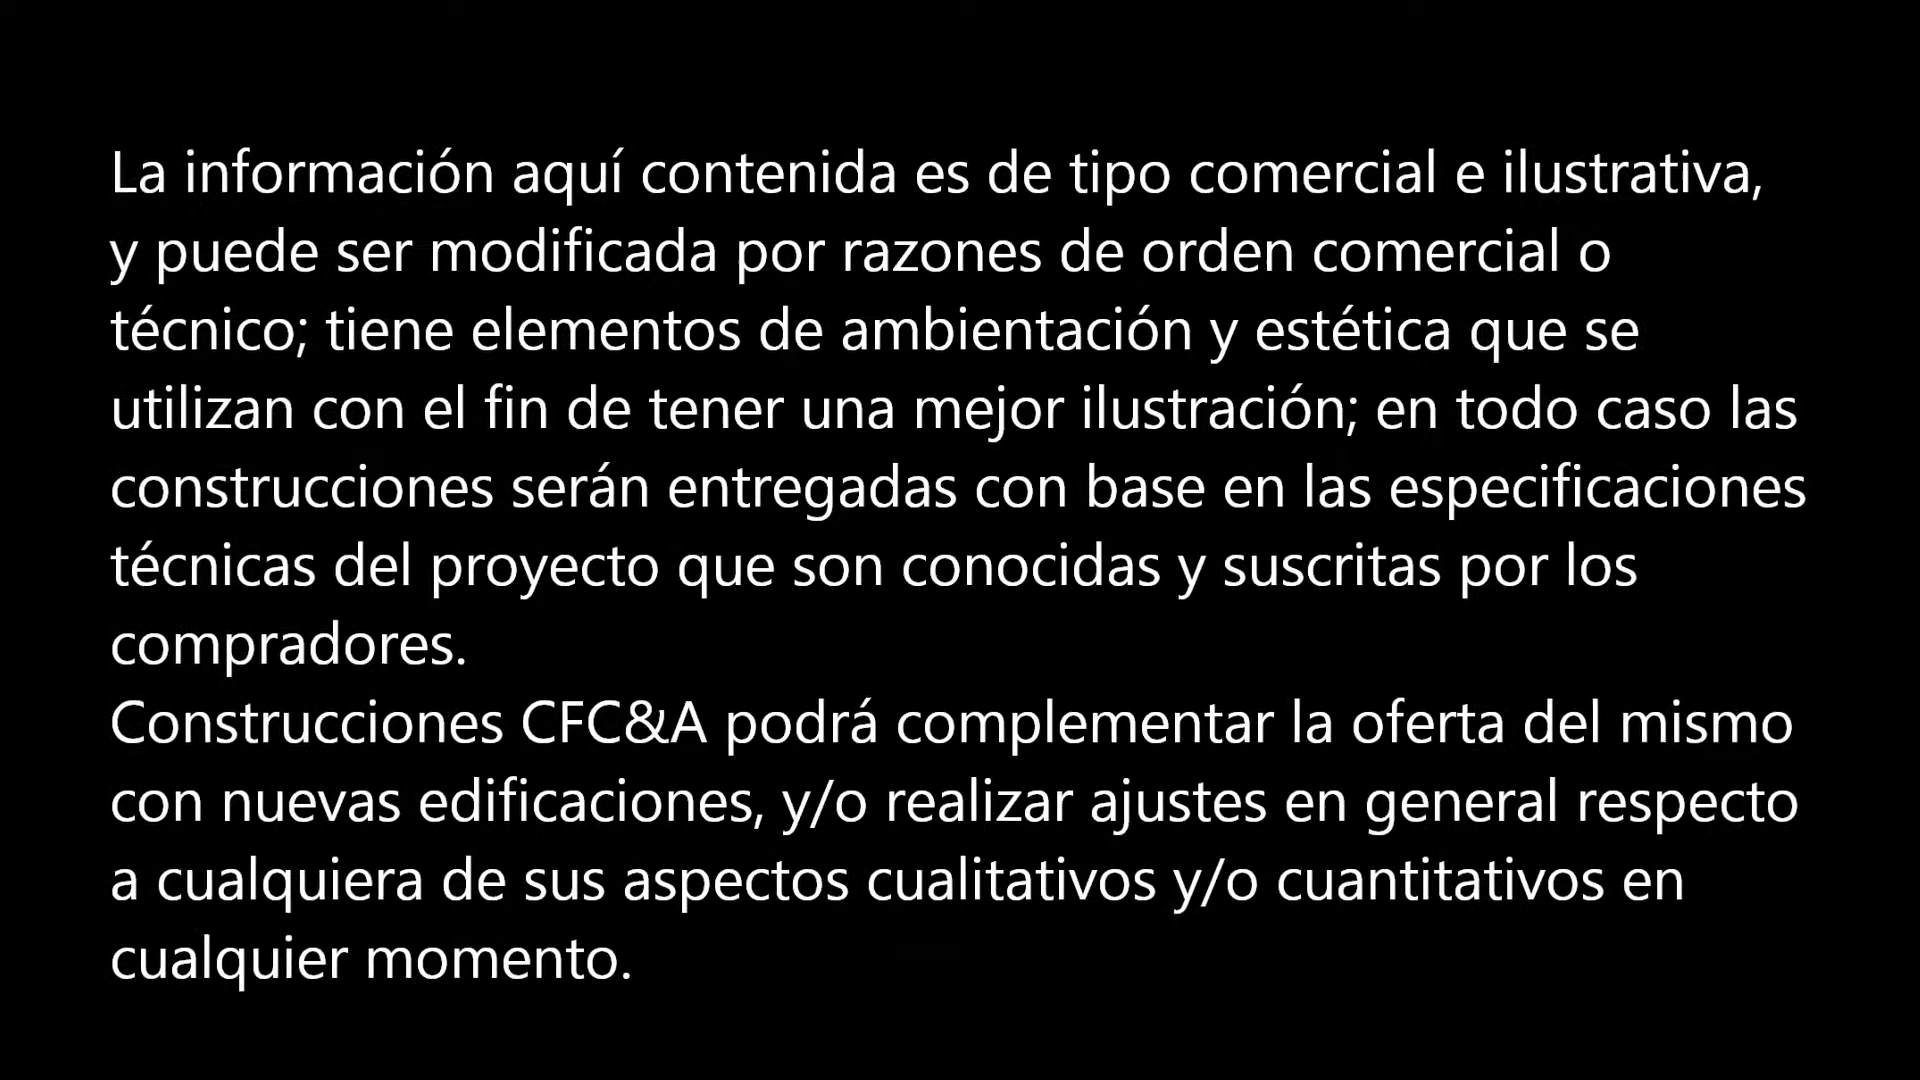 La información aquí contenida es de tipo comercial e ilustrativa,
y puede ser modificada por razones de orden comercial o
técnico; tiene elementos de ambientación y estética que se
utilizan con el fin de tener una mejor ilustración; en todo caso las
construcciones serán entregadas con base en las especificaciones
técnicas del proyecto que son conocidas y suscritas por los
compradores.
Construcciones CFC&A podrá complementar la oferta del mismo
con nuevas edificaciones, y/o realizar ajustes en general respecto
a cualquiera de sus aspectos cualitativos y/o cuantitativos en
cualquier momento.